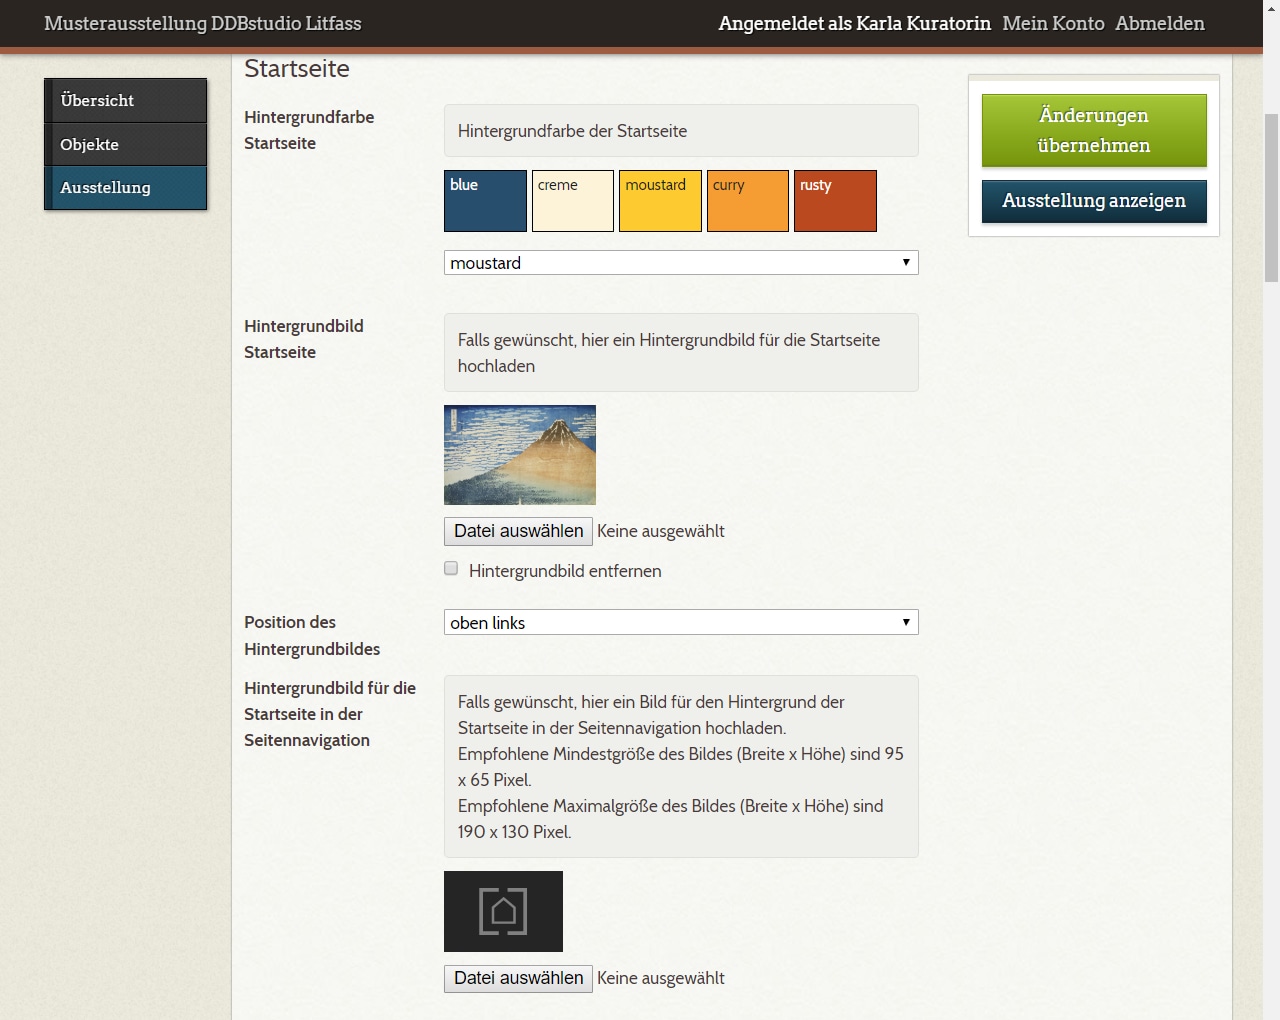 Musterausstellung DDBstudio Litfass
Angemeldet als Karla Kuratorin Mein Konto Abmelden
Übersicht
Objekte
Ausstellung
Startseite
Hintergrundfarbe
Startseite
Hintergrundfarbe der Startseite
blue
creme
moustard
curry
rusty
moustard
Hintergrundbild
Startseite
Falls gewünscht, hier ein Hintergrundbild für die Startseite
hochladen
Datei auswählen Keine ausgewählt
Hintergrundbild entfernen
Position des
Hintergrundbildes
oben links
Hintergrundbild für die
Startseite in der
Seitennavigation
Falls gewünscht, hier ein Bild für den Hintergrund der
Startseite in der Seitennavigation hochladen.
Empfohlene Mindestgröße des Bildes (Breite x Höhe) sind 95
x 65 Pixel.
Empfohlene Maximalgröße des Bildes (Breite x Höhe) sind
190 x 130 Pixel.
Datei auswählen Keine ausgewählt
Änderungen
übernehmen
Ausstellung anzeigen